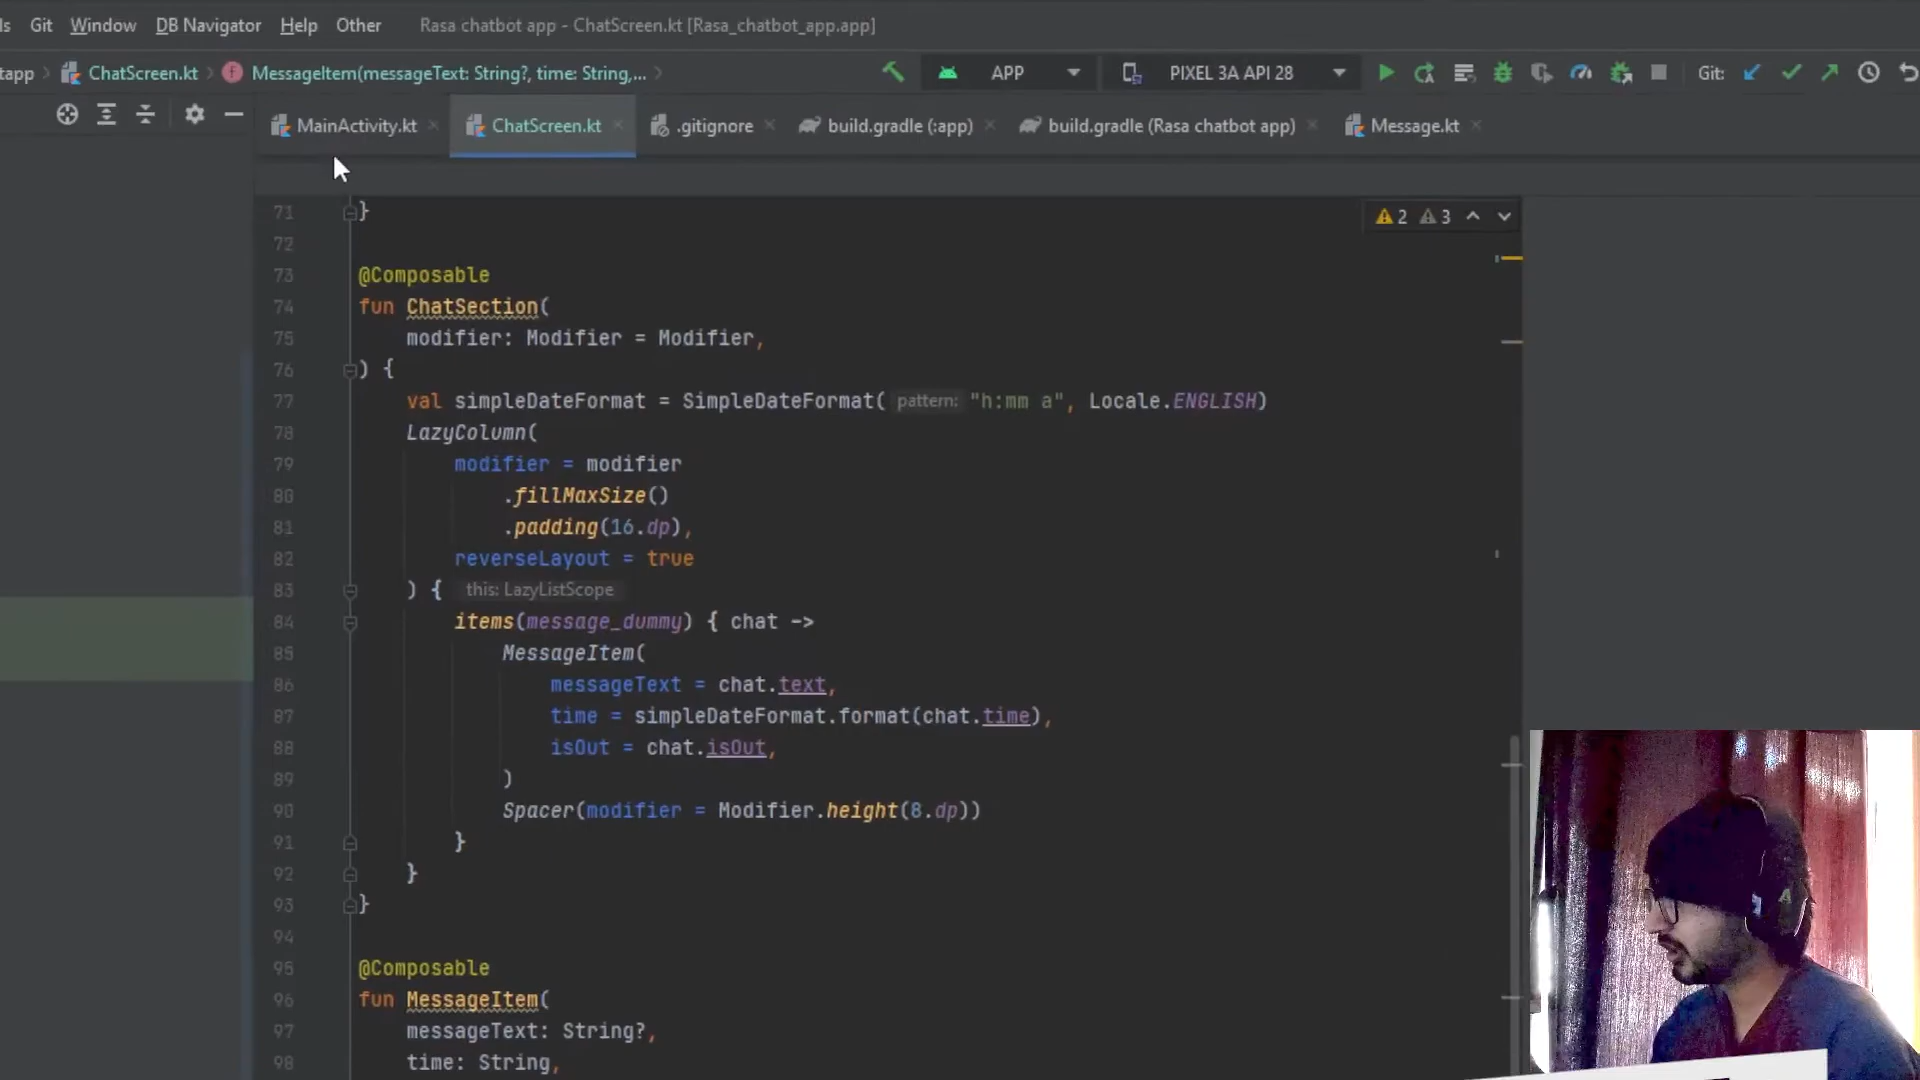 Git Window DB Navigator Help Other Rasa chatbot app - ChatScreen.kt [Rasa_chatbot_app.app]
ChatScreen.kt MessageItem(messageText: String?, time: String,... APP PIXEL 3A API 28 Git:
MainActivity.kt ChatScreen.kt .gitignore build.gradle (:app) build.gradle (Rasa chatbot app) Message.kt
2 3
71 }
72
73 @Composable
74 fun ChatSection(
75 modifier: Modifier = Modifier,
76 ) {
77 val simpleDateFormat = SimpleDateFormat( pattern: "h:mm a", Locale.ENGLISH)
78 LazyColumn(
79 modifier = modifier
80 .fillMaxSize()
81 .padding(16.dp),
82 reverseLayout = true
83 ) { this: LazyListScope
84 items(message_dummy) { chat ->
85 MessageItem(
86 messageText = chat.text,
87 time = simpleDateFormat.format(chat.time),
88 isOut = chat.isOut,
89 )
90 Spacer(modifier = Modifier.height(8.dp))
91 }
92 }
93 }
94
95 @Composable
96 fun MessageItem(
97 messageText: String?,
98 time: String,